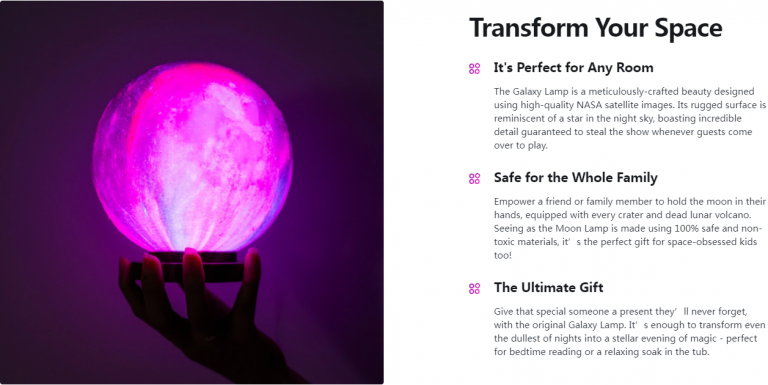 Transform Your Space
It's Perfect for Any Room
The Galaxy Lamp is a meticulously-crafted beauty designed
using high-quality NASA satellite images. Its rugged surface is
reminiscent of a star in the night sky, boasting incredible
detail guaranteed to steal the show whenever guests come
over to play.
Safe for the Whole Family
Empower a friend or family member to hold the moon in their
hands, equipped with every crater and dead lunar volcano.
Seeing as the Moon Lamp is made using 100% safe and non-
toxic materials, it’s the perfect gift for space-obsessed kids
too!
The Ultimate Gift
Give that special someone a present they’ll never forget,
with the original Galaxy Lamp. It’s enough to transform even
the dullest of nights into a stellar evening of magic - perfect
for bedtime reading or a relaxing soak in the tub.